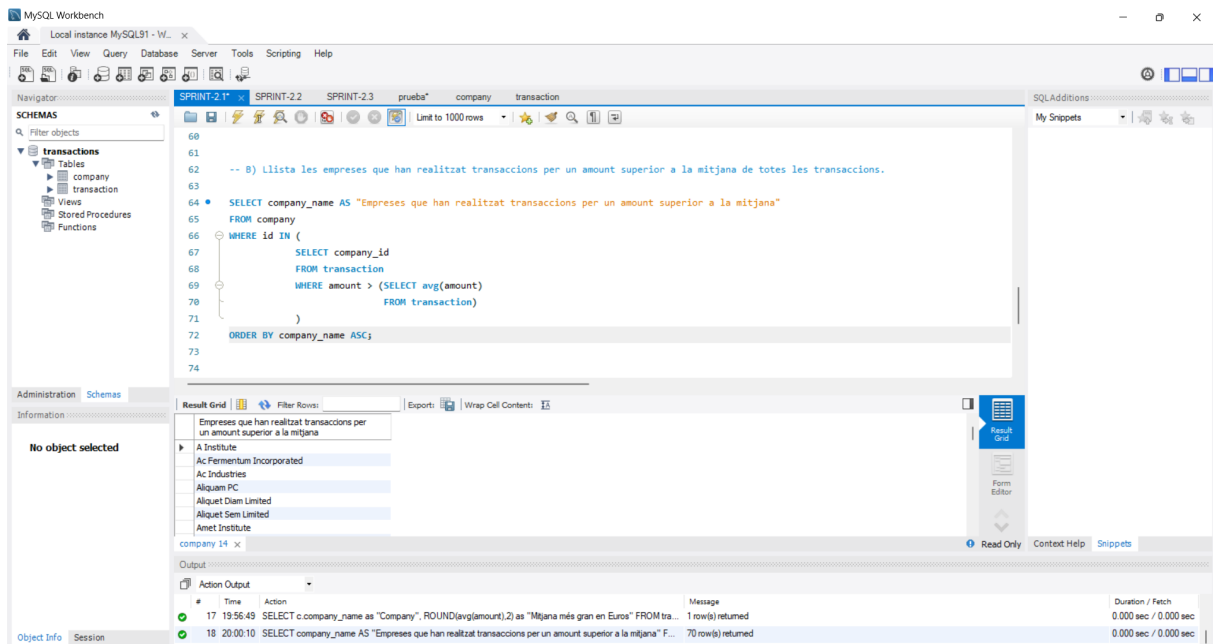 MySQL Workbench
Local instance MySQL91 - W... ×
File Edit View Query Database Server Tools Scripting Help
Navigator
SCHEMAS
Filter objects
transactions
Tables
company
transaction
Views
Stored Procedures
Functions
Administration Schemas
Information
No object selected
Object Info Session
SPRINT-2.1* × SPRINT-2.2 SPRINT-2.3 prueba* company transaction
Limit to 1000 rows
60
61
62 -- B) Llista les empreses que han realitzat transaccions per un amount superior a la mitjana de totes les transaccions.
63
64 SELECT company_name AS "Empreses que han realitzat transaccions per un amount superior a la mitjana"
65 FROM company
66 WHERE id IN (
67 SELECT company_id
68 FROM transaction
69 WHERE amount > (SELECT avg(amount)
70 FROM transaction)
71 )
72 ORDER BY company_name ASC;
73
74
Result Grid Filter Rows: Export: Wrap Cell Content:
Empreses que han realitzat transaccions per
un amount superior a la mitjana
A Institute
Ac Fermentum Incorporated
Ac Industries
Aliquam PC
Aliquet Diam Limited
Aliquet Sem Limited
Amet Institute
Result
Grid
Form
Editor
company 14 × Read Only
Output
Action Output
# Time Action Message Duration / Fetch
17 19:56:49 SELECT c.company_name as "Company", ROUND(avg(amount),2) as "Mitjana més gran en Euros" FROM tra... 1 row(s) returned 0.000 sec / 0.000 sec
18 20:00:10 SELECT company_name AS "Empreses que han realitzat transaccions per un amount superior a la mitjana" F... 70 row(s) returned 0.000 sec / 0.000 sec
SQLAdditions
My Snippets
Context Help Snippets